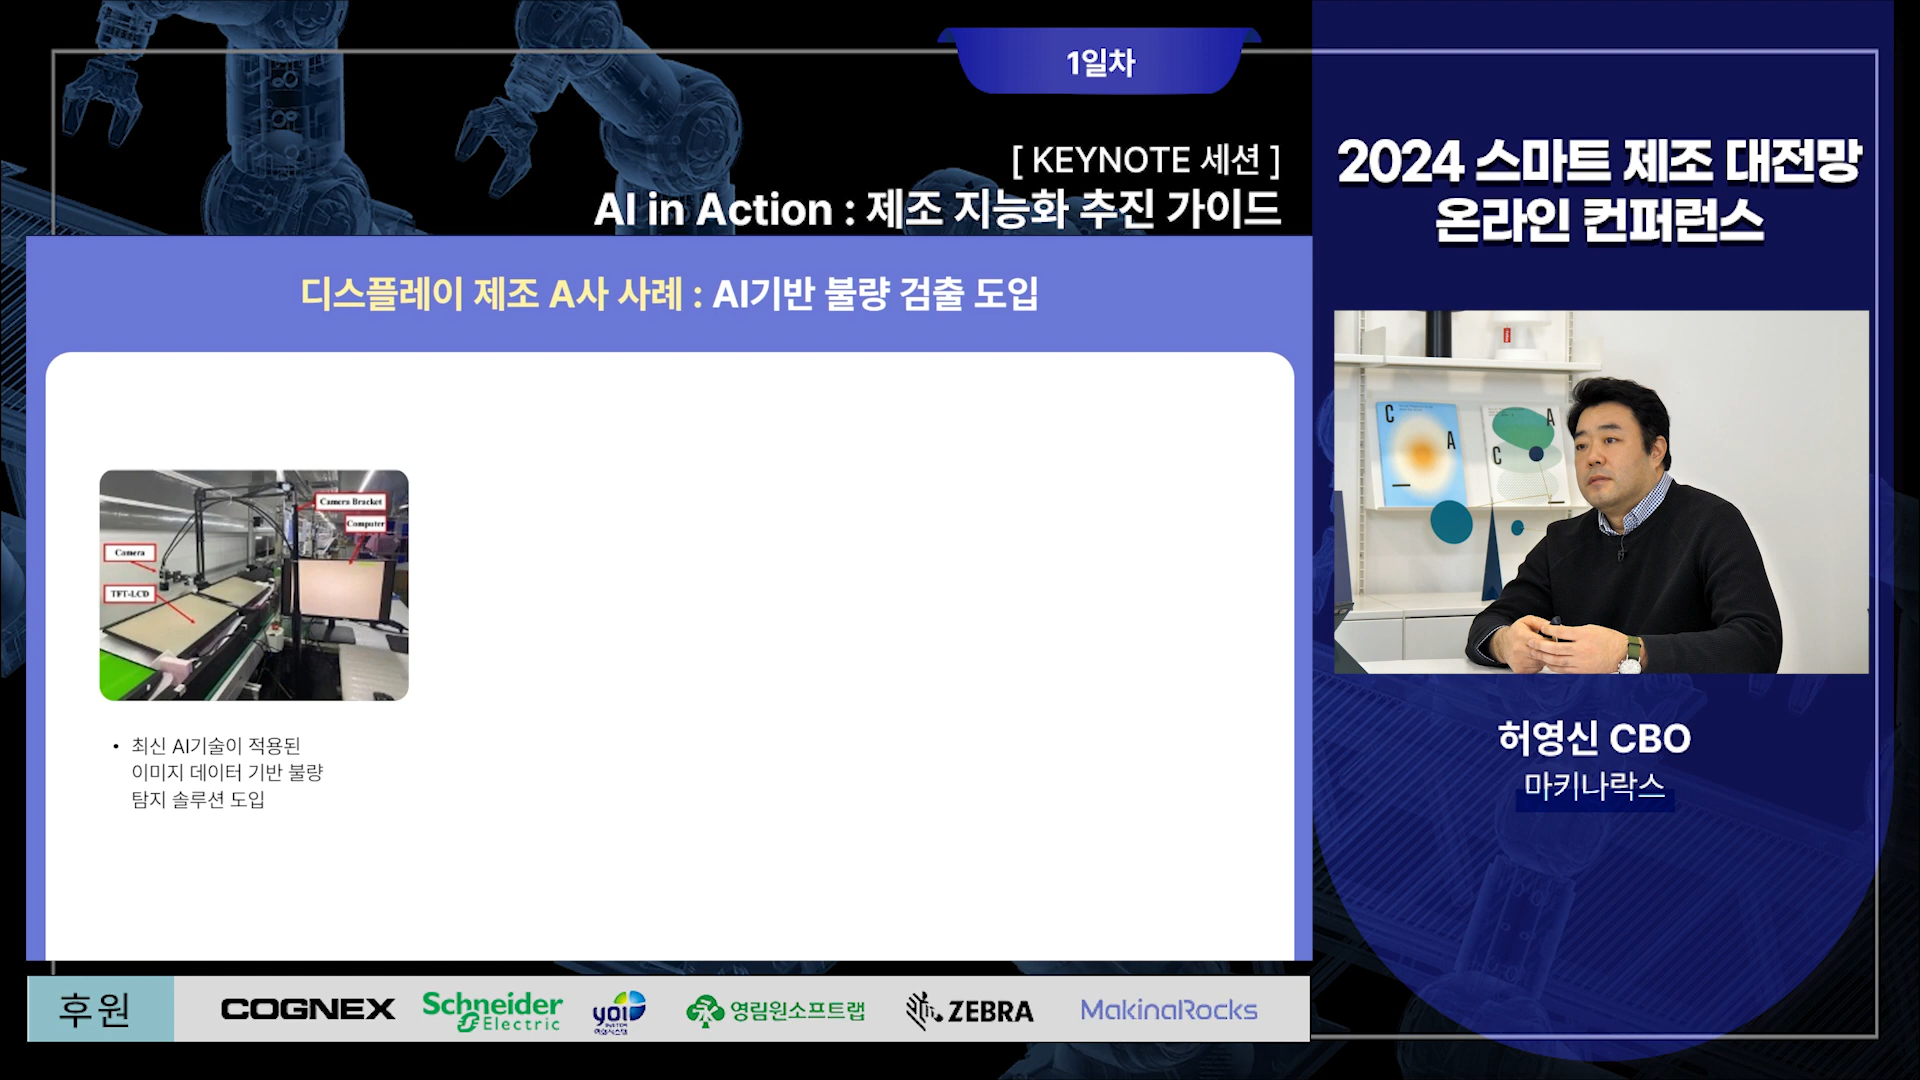 1일차
[ KEYNOTE 세션 ]
AI in Action : 제조 지능화 추진 가이드
2024 스마트 제조 대전망
온라인 컨퍼런스
디스플레이 제조 A사 사례 : AI기반 불량 검출 도입
Camera Bracket
Computer
Camera
TFT-LCD
• 최신 AI기술이 적용된
이미지 데이터 기반 불량
탐지 솔루션 도입
C
A
A
C
허영신 CBO
마키나락스
후원
COGNEX
Schneider
Electric
yoi
SYSTEM
영림원소프트랩
ZEBRA
MakinaRocks